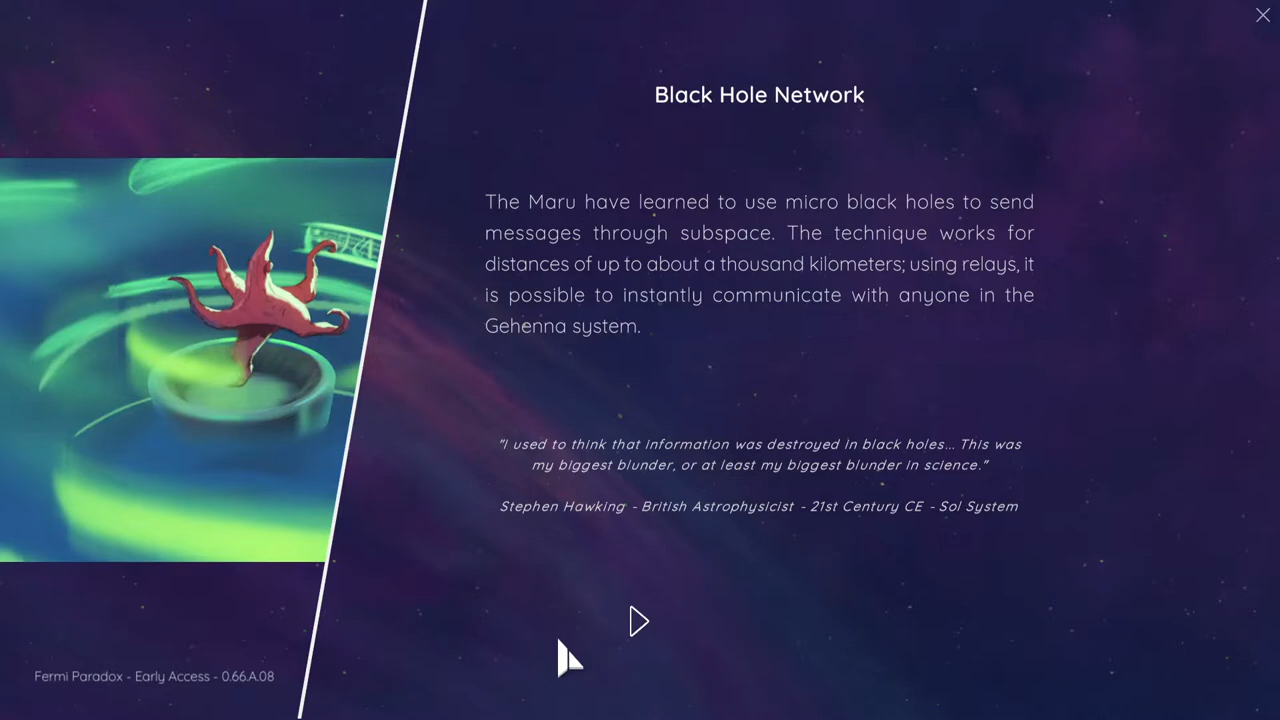 Black Hole Network
The Maru have learned to use micro black holes to send
messages through subspace. The technique works for
distances of up to about a thousand kilometers; using relays, it
is possible to instantly communicate with anyone in the
Gehenna system.
"I used to think that information was destroyed in black holes... This was
my biggest blunder, or at least my biggest blunder in science."
Stephen Hawking - British Astrophysicist - 21st Century CE - Sol System
Fermi Paradox - Early Access - 0.66.A.08